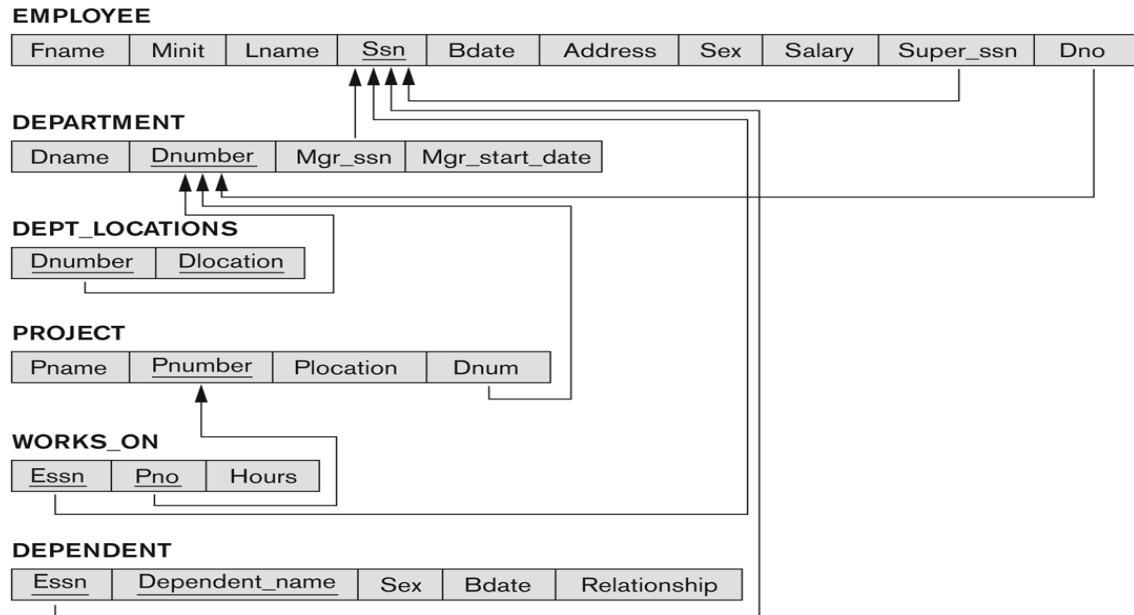 EMPLOYEE
Fname Minit Lname Ssn Bdate Address Sex Salary Super_ssn Dno
DEPARTMENT
Dname Dnumber Mgr_ssn Mgr_start_date
DEPT_LOCATIONS
Dnumber Dlocation
PROJECT
Pname Pnumber Plocation Dnum
WORKS_ON
Essn Pno Hours
DEPENDENT
Essn Dependent_name Sex Bdate Relationship